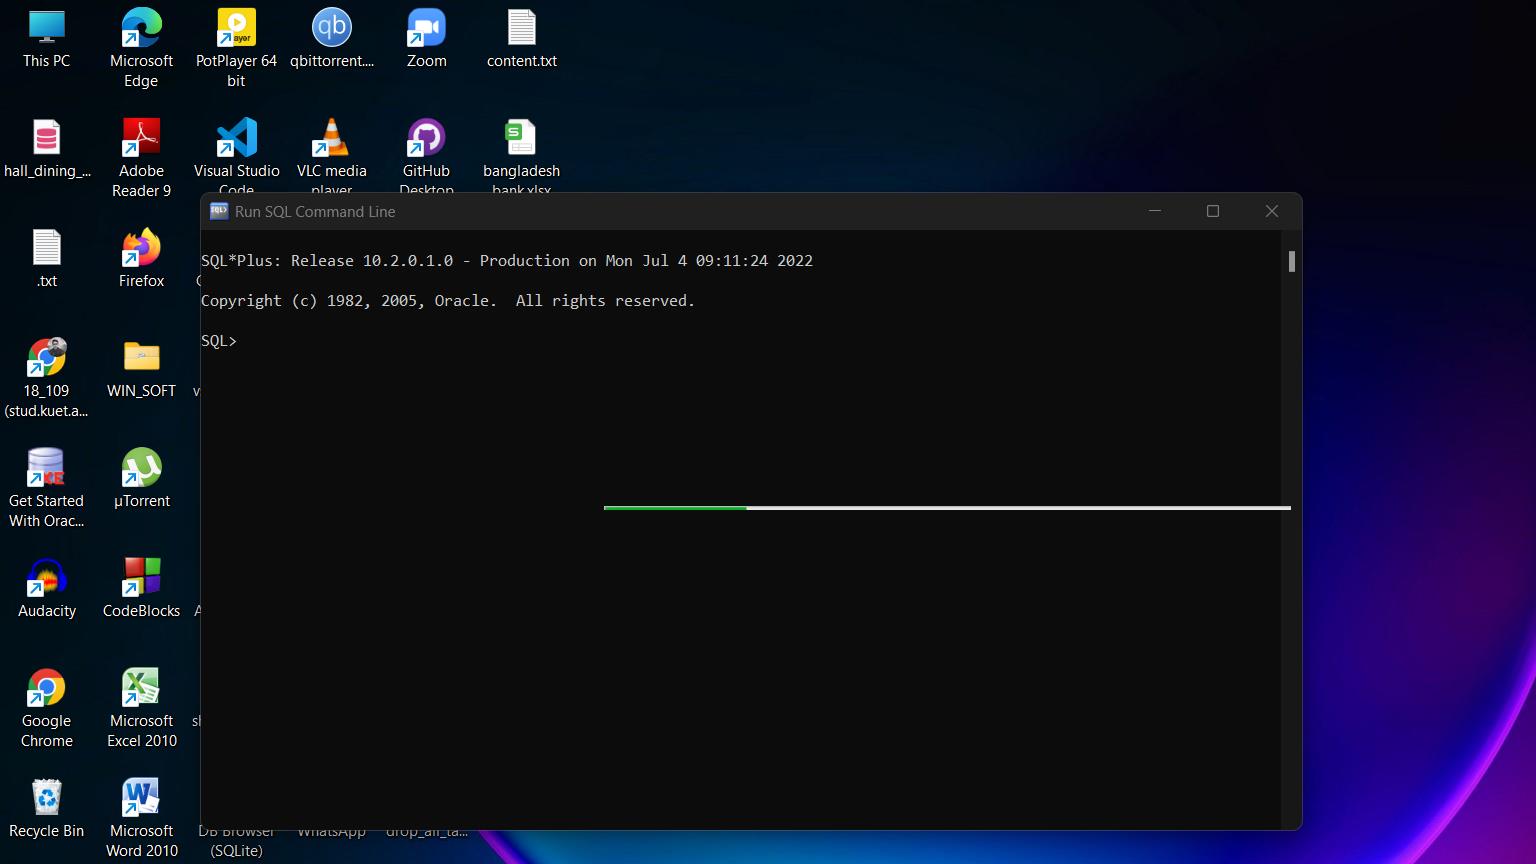 This PC
Microsoft
Edge
PotPlayer 64
bit
qbittorrent....
Zoom
content.txt
hall_dining_...
Adobe
Reader 9
Visual Studio
Code
VLC media
player
GitHub
Desktop
bangladesh
bank.xlsx
Run SQL Command Line
SQL*Plus: Release 10.2.0.1.0 - Production on Mon Jul 4 09:11:24 2022
Copyright (c) 1982, 2005, Oracle.  All rights reserved.
SQL>
.txt
Firefox
18_109
(stud.kuet.a...
WIN_SOFT
Get Started
With Orac...
µTorrent
Audacity
CodeBlocks
Google
Chrome
Microsoft
Excel 2010
Recycle Bin
Microsoft
Word 2010
DB Browser
(SQLite)
WhatsApp
drop_all_ta...